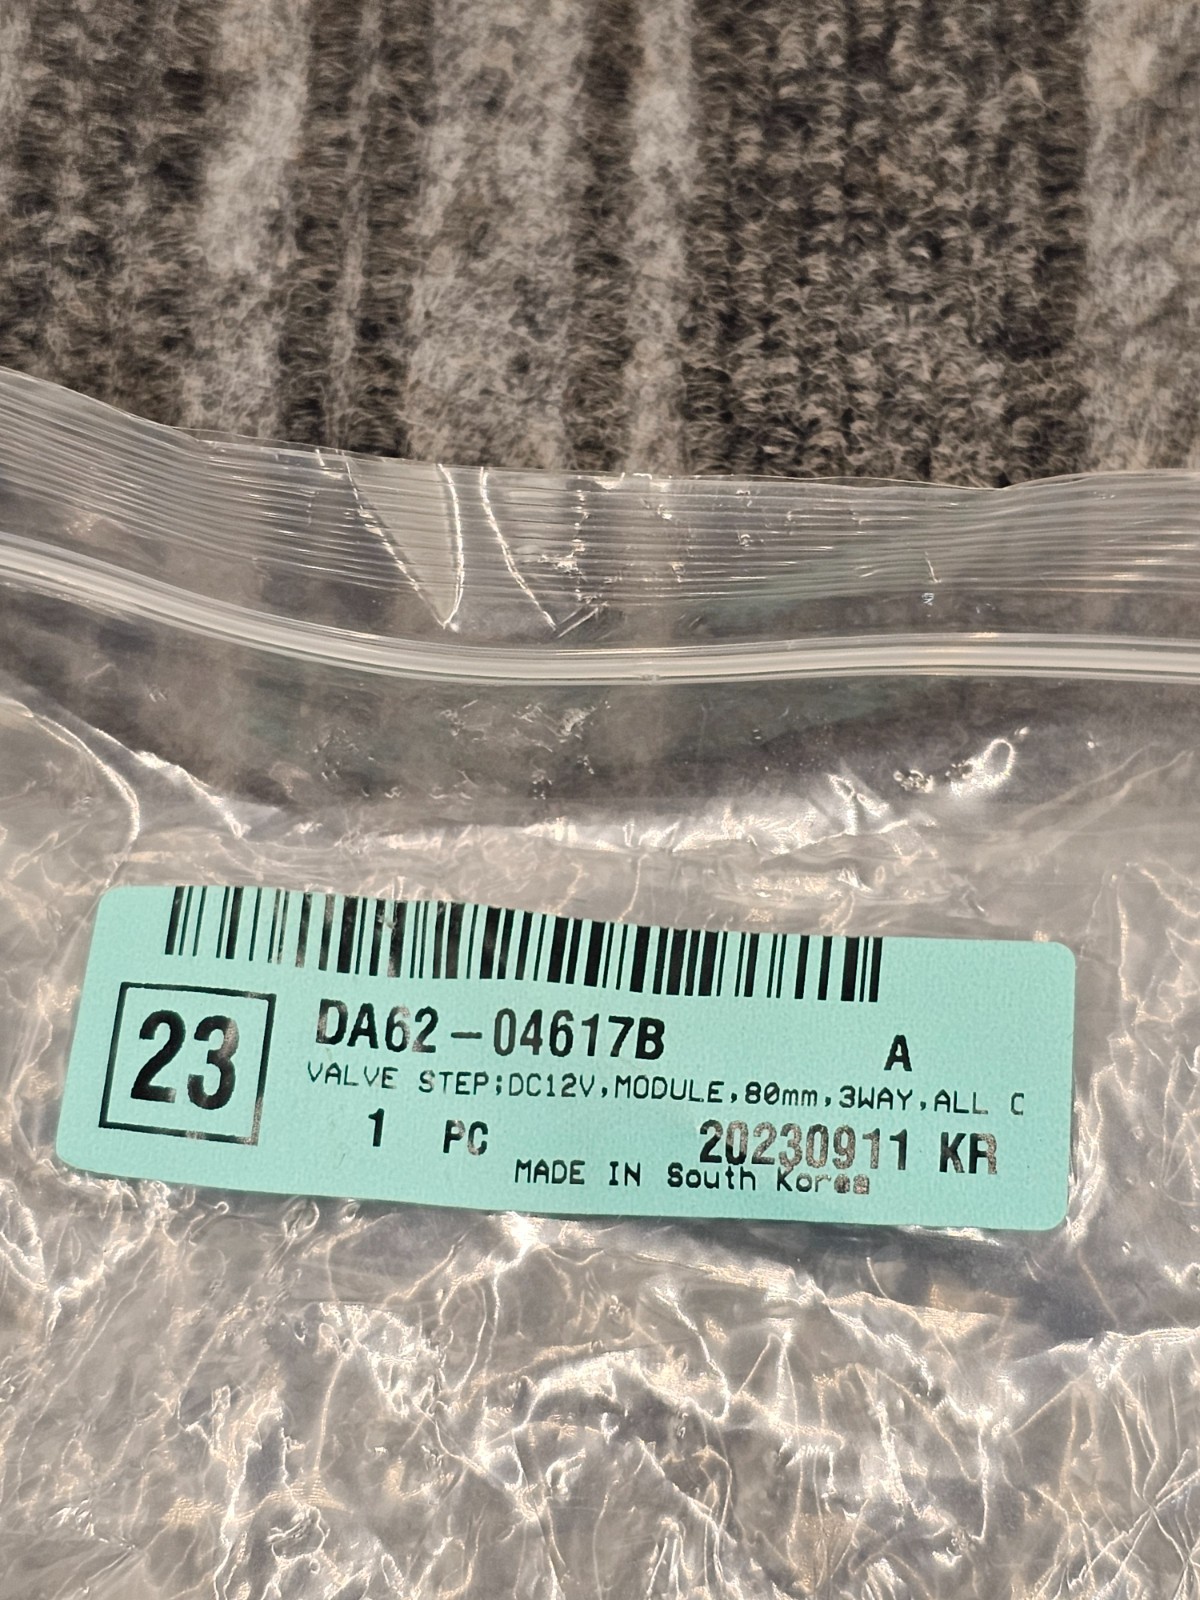 23
DA62-04617B A
VALVE STEP;DC12V,MODULE,80mm,3WAY,ALL C
1 PC 20230911 KR
MADE IN South Korea